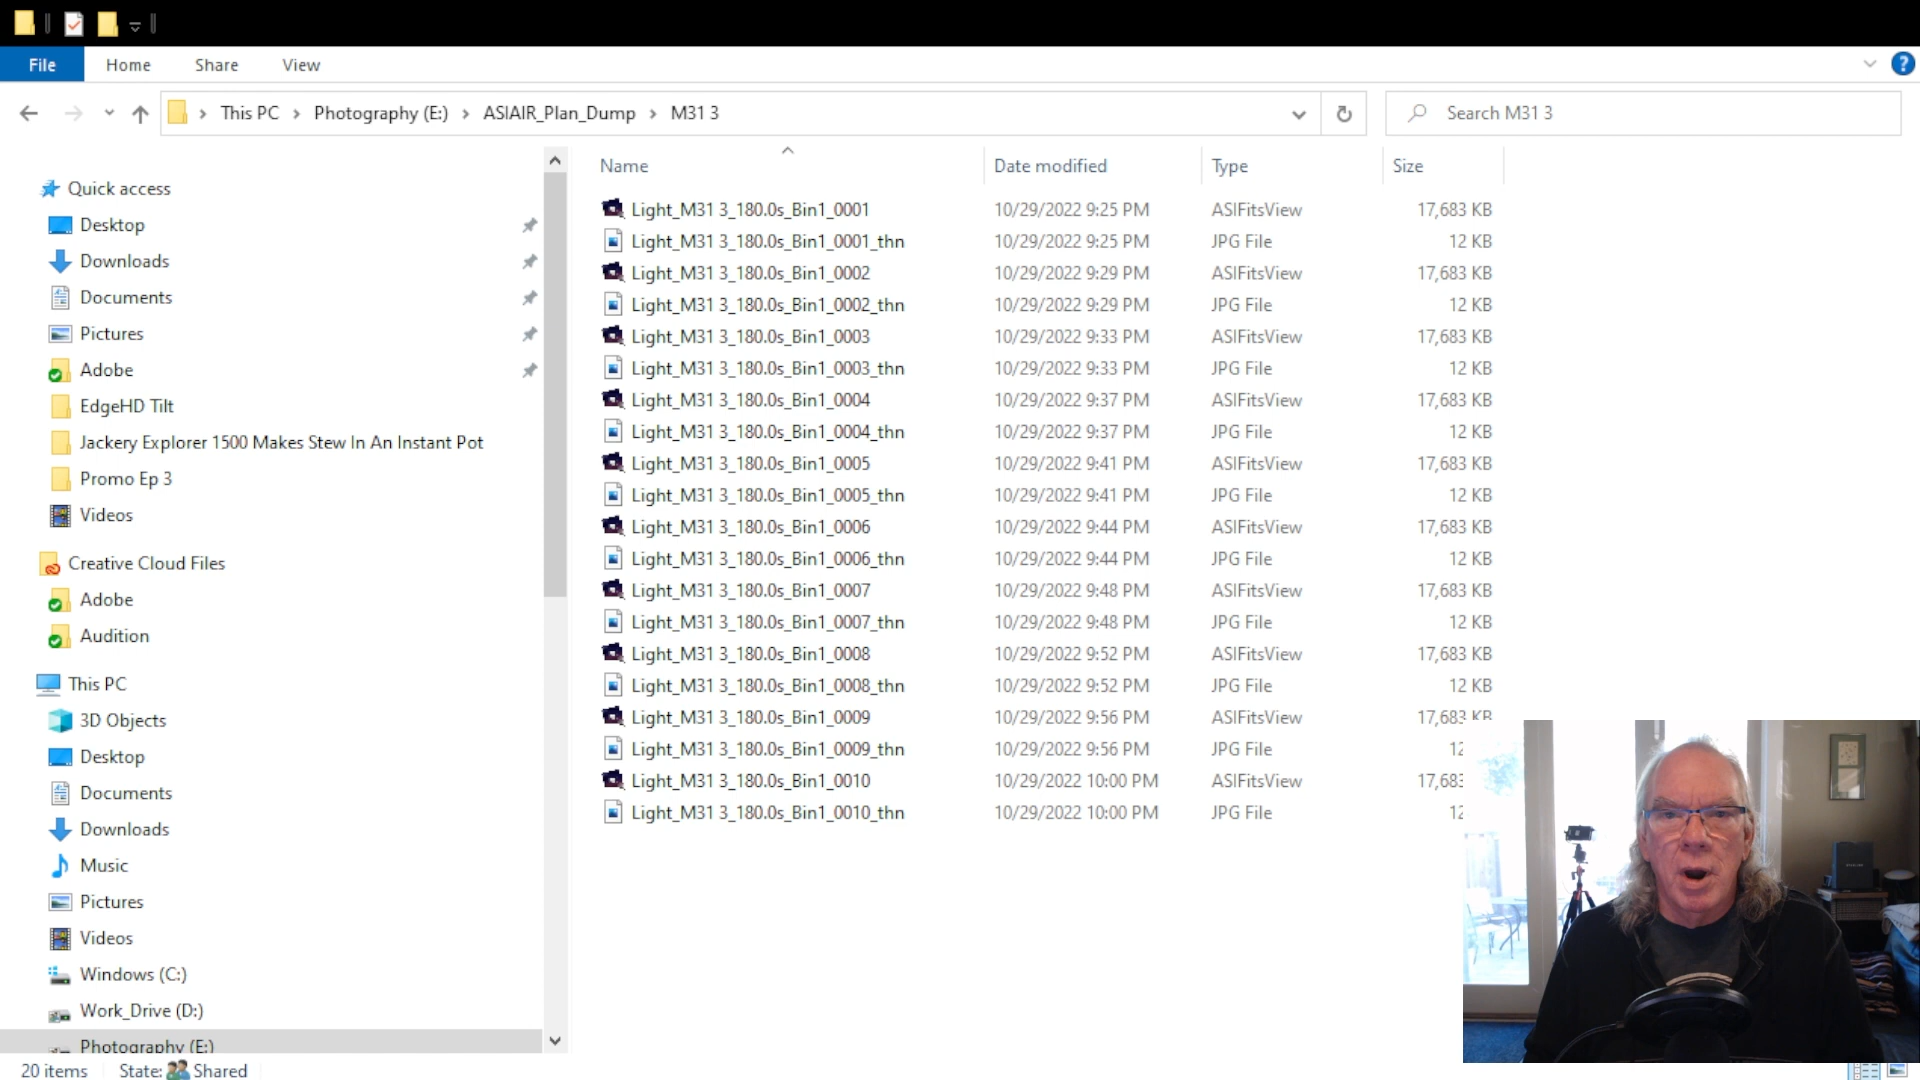 File Home Share View
This PC Photography (E:) ASIAIR_Plan_Dump M31 3 Search M31 3
Name Date modified Type Size
Quick access
Desktop
Downloads
Documents
Pictures
Adobe
EdgeHD Tilt
Jackery Explorer 1500 Makes Stew In An Instant Pot
Promo Ep 3
Videos
Creative Cloud Files
Adobe
Audition
This PC
3D Objects
Desktop
Documents
Downloads
Music
Pictures
Videos
Windows (C:)
Work_Drive (D:)
Photography (E:)
Light_M31 3_180.0s_Bin1_0001 10/29/2022 9:25 PM ASIFitsView 17,683 KB
Light_M31 3_180.0s_Bin1_0001_thn 10/29/2022 9:25 PM JPG File 12 KB
Light_M31 3_180.0s_Bin1_0002 10/29/2022 9:29 PM ASIFitsView 17,683 KB
Light_M31 3_180.0s_Bin1_0002_thn 10/29/2022 9:29 PM JPG File 12 KB
Light_M31 3_180.0s_Bin1_0003 10/29/2022 9:33 PM ASIFitsView 17,683 KB
Light_M31 3_180.0s_Bin1_0003_thn 10/29/2022 9:33 PM JPG File 12 KB
Light_M31 3_180.0s_Bin1_0004 10/29/2022 9:37 PM ASIFitsView 17,683 KB
Light_M31 3_180.0s_Bin1_0004_thn 10/29/2022 9:37 PM JPG File 12 KB
Light_M31 3_180.0s_Bin1_0005 10/29/2022 9:41 PM ASIFitsView 17,683 KB
Light_M31 3_180.0s_Bin1_0005_thn 10/29/2022 9:41 PM JPG File 12 KB
Light_M31 3_180.0s_Bin1_0006 10/29/2022 9:44 PM ASIFitsView 17,683 KB
Light_M31 3_180.0s_Bin1_0006_thn 10/29/2022 9:44 PM JPG File 12 KB
Light_M31 3_180.0s_Bin1_0007 10/29/2022 9:48 PM ASIFitsView 17,683 KB
Light_M31 3_180.0s_Bin1_0007_thn 10/29/2022 9:48 PM JPG File 12 KB
Light_M31 3_180.0s_Bin1_0008 10/29/2022 9:52 PM ASIFitsView 17,683 KB
Light_M31 3_180.0s_Bin1_0008_thn 10/29/2022 9:52 PM JPG File 12 KB
Light_M31 3_180.0s_Bin1_0009 10/29/2022 9:56 PM ASIFitsView 17,683 KB
Light_M31 3_180.0s_Bin1_0009_thn 10/29/2022 9:56 PM JPG File 12
Light_M31 3_180.0s_Bin1_0010 10/29/2022 10:00 PM ASIFitsView 17,683
Light_M31 3_180.0s_Bin1_0010_thn 10/29/2022 10:00 PM JPG File 12
20 items State: Shared